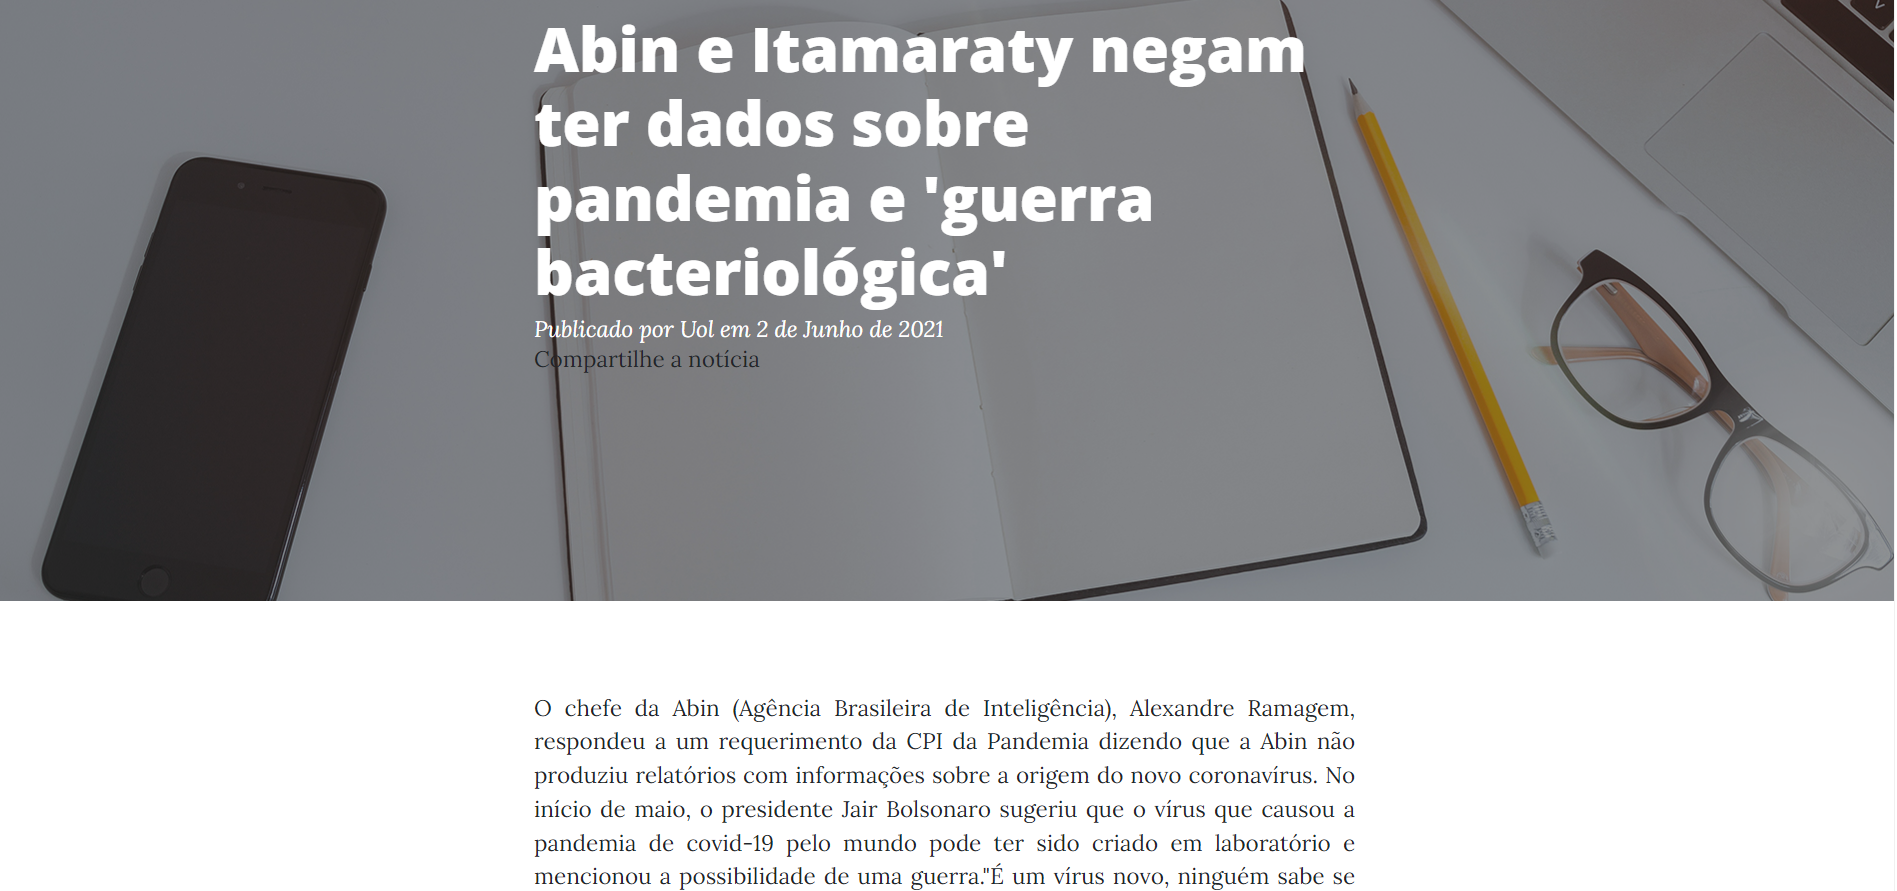 Abin e Itamaraty negam
ter dados sobre
pandemia e 'guerra
bacteriológica'
Publicado por Uol em 2 de Junho de 2021
Compartilhe a notícia
O chefe da Abin (Agência Brasileira de Inteligência), Alexandre Ramagem,
respondeu a um requerimento da CPI da Pandemia dizendo que a Abin não
produziu relatórios com informações sobre a origem do novo coronavírus. No
início de maio, o presidente Jair Bolsonaro sugeriu que o vírus que causou a
pandemia de covid-19 pelo mundo pode ter sido criado em laboratório e
mencionou a possibilidade de uma guerra."É um vírus novo, ninguém sabe se